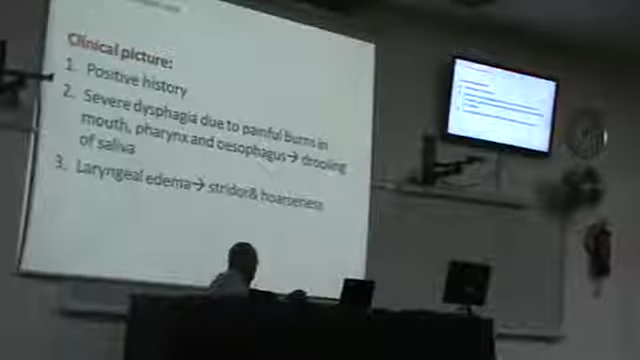 Clinical picture:
1. Positive history
2. Severe dysphagia due to painful burns in
mouth, pharynx and oesophagus→ drooling
of saliva
3. Laryngeal edema→ stridor& hoarseness